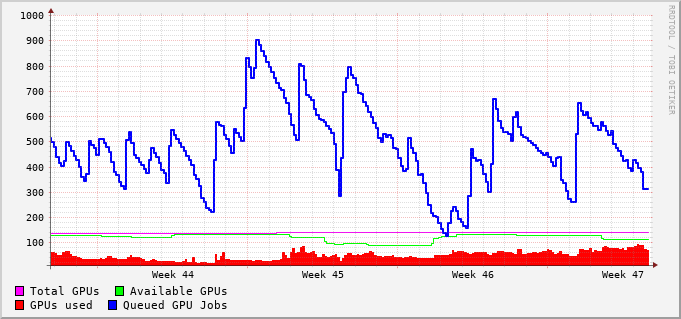 1000
900
800
700
600
500
400
300
200
100
Week 44 Week 45 Week 46 Week 47
Total GPUs Available GPUs
GPUs used Queued GPU Jobs
RRDTOOL / TOBI OETIKER